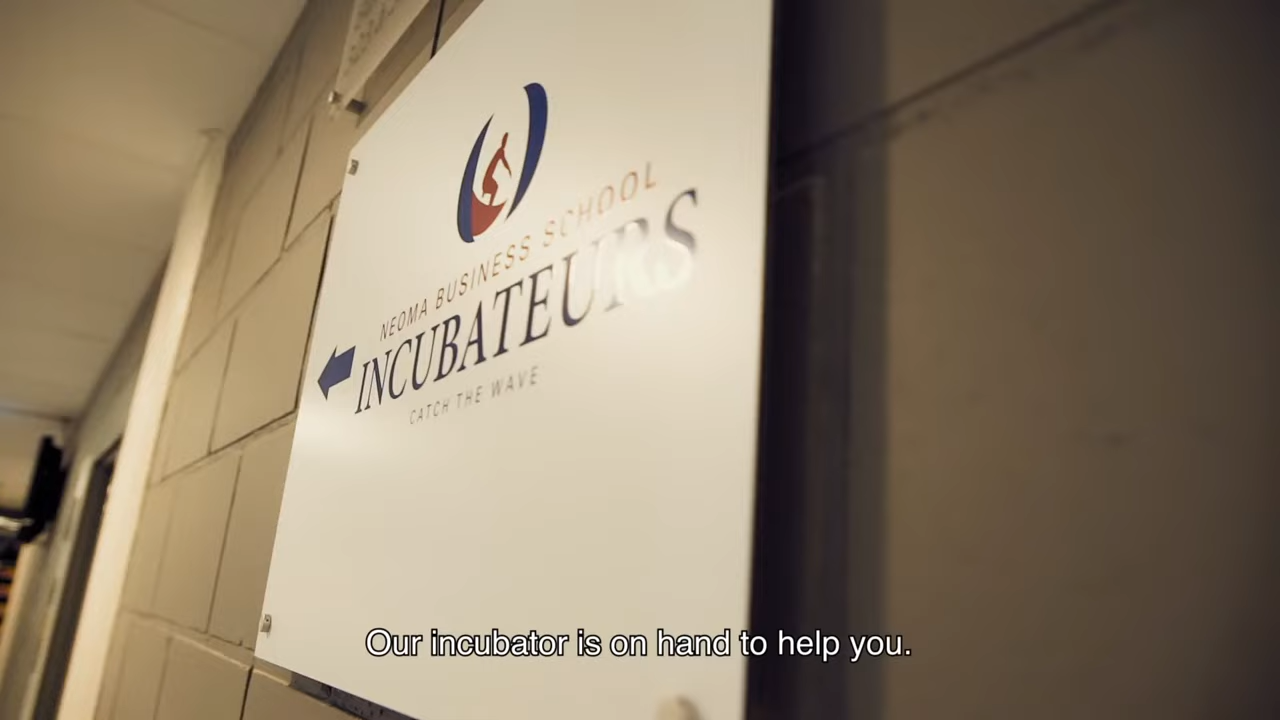 NEOMA BUSINESS SCHOOL
INCUBATEURS
CATCH THE WAVE
Our incubator is on hand to help you.